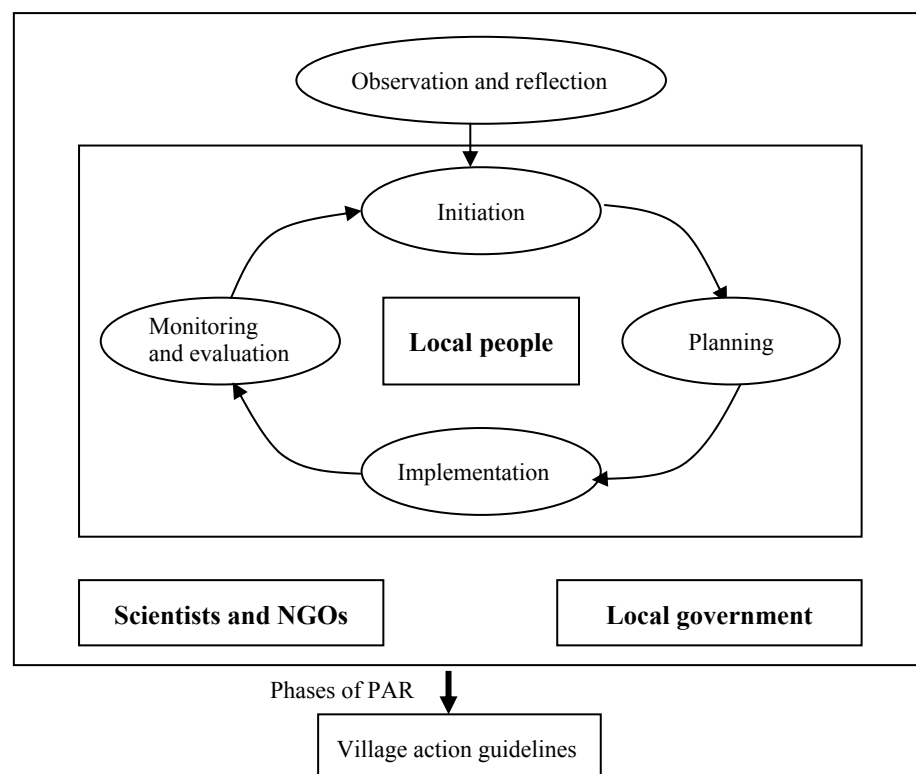 Observation and reflection
Initiation
Monitoring
and evaluation
Local people
Planning
Implementation
Scientists and NGOs
Local government
Phases of PAR
Village action guidelines